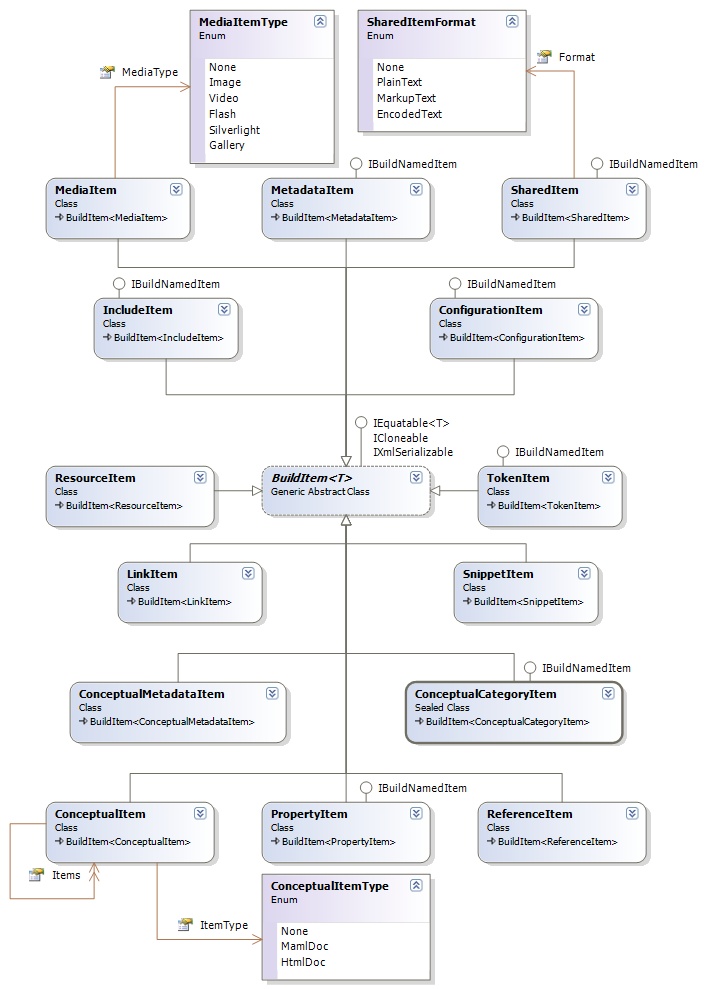 MediaItemType
Enum
None
Image
Video
Flash
Silverlight
Gallery
SharedItemFormat
Enum
None
PlainText
MarkupText
EncodedText
MediaType
Format
MediaItem
Class
BuildItem<MediaItem>
IBuildNamedItem
MetadataItem
Class
BuildItem<MetadataItem>
IBuildNamedItem
SharedItem
Class
BuildItem<SharedItem>
IBuildNamedItem
IncludeItem
Class
BuildItem<IncludeItem>
IBuildNamedItem
ConfigurationItem
Class
BuildItem<ConfigurationItem>
IEquatable<T>
ICloneable
IXmlSerializable
ResourceItem
Class
BuildItem<ResourceItem>
BuildItem<T>
Generic Abstract Class
IBuildNamedItem
TokenItem
Class
BuildItem<TokenItem>
LinkItem
Class
BuildItem<LinkItem>
SnippetItem
Class
BuildItem<SnippetItem>
ConceptualMetadataItem
Class
BuildItem<ConceptualMetadataItem>
IBuildNamedItem
ConceptualCategoryItem
Sealed Class
BuildItem<ConceptualCategoryItem>
ConceptualItem
Class
BuildItem<ConceptualItem>
IBuildNamedItem
PropertyItem
Class
BuildItem<PropertyItem>
ReferenceItem
Class
BuildItem<ReferenceItem>
Items
ItemType
ConceptualItemType
Enum
None
MamlDoc
HtmlDoc